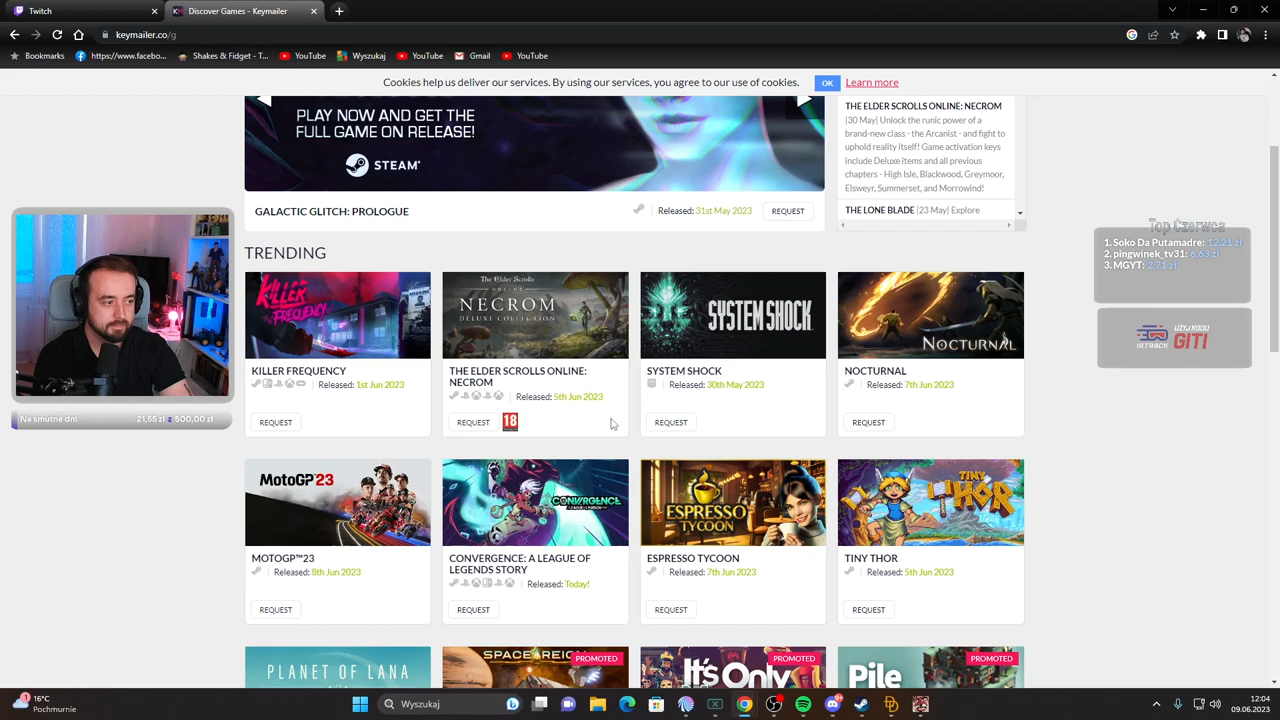 Twitch
Discover Games - Keymailer
keymailer.co/g
Bookmarks
https://www.facebo...
Shakes & Fidget - T...
YouTube
Wyszukaj
YouTube
Gmail
YouTube
Cookies help us deliver our services. By using our services, you agree to our use of cookies.
OK
Learn more
PLAY NOW AND GET THE
FULL GAME ON RELEASE!
STEAM
GALACTIC GLITCH: PROLOGUE
Released: 31st May 2023
REQUEST
THE ELDER SCROLLS ONLINE: NECROM
|30 May| Unlock the runic power of a
brand-new class - the Arcanist - and fight to
uphold reality itself! Game activation keys
include Deluxe items and all previous
chapters - High Isle, Blackwood, Greymoor,
Elsweyr, Summerset, and Morrowind!
THE LONE BLADE |23 May| Explore
Top Czerwca
1. Soko Da Putamadre: 12,21 zł
2. pingwinek_tv31: 6,63 zł
3. MGYT: 2,71 zł
UŻYJ KODU
GITI
IRTRACK
Na smutne dni
21,55 zł z 500,00 zł
TRENDING
KILLER FREQUENCY
The Elder Scrolls
ONLINE
NECROM
DELUXE COLLECTION
SYSTEM SHOCK
NOCTURNAL
KILLER FREQUENCY
Released: 1st Jun 2023
REQUEST
THE ELDER SCROLLS ONLINE:
NECROM
Released: 5th Jun 2023
REQUEST
18
SYSTEM SHOCK
Released: 30th May 2023
REQUEST
NOCTURNAL
Released: 7th Jun 2023
REQUEST
MotoGP'23
CONVERGENCE
ESPRESSO
TYCOON
TINY
THOR
MOTOGP™23
Released: 8th Jun 2023
REQUEST
CONVERGENCE: A LEAGUE OF
LEGENDS STORY
Released: Today!
REQUEST
ESPRESSO TYCOON
Released: 7th Jun 2023
REQUEST
TINY THOR
Released: 5th Jun 2023
REQUEST
PLANET OF LANA
SPACE REIGN
PROMOTED
It's Only
PROMOTED
Pile
PROMOTED
16°C
Pochmurnie
Wyszukaj
12:04
09.06.2023